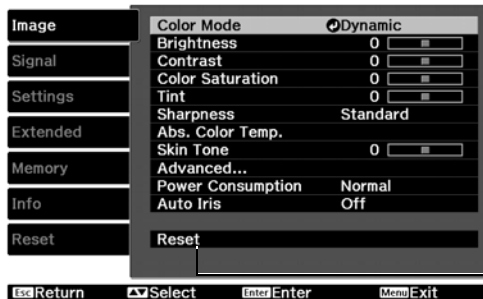 Image
Signal
Settings
Extended
Memory
Info
Reset
Color Mode Dynamic
Brightness 0
Contrast 0
Color Saturation 0
Tint 0
Sharpness Standard
Abs. Color Temp.
Skin Tone 0
Advanced...
Power Consumption Normal
Auto Iris Off
Reset
Esc Return Select Enter Enter Menu Exit